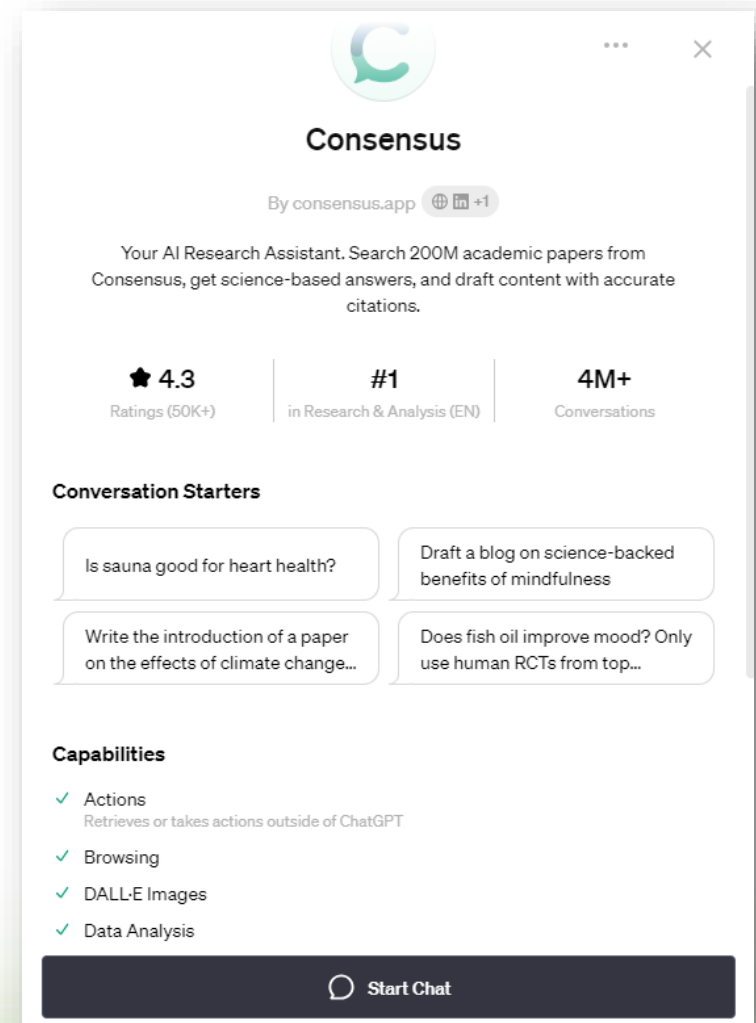 Consensus
By consensus.app +1
Your AI Research Assistant. Search 200M academic papers from
Consensus, get science-based answers, and draft content with accurate
citations.
4.3
Ratings (50K+)
#1
in Research & Analysis (EN)
4M+
Conversations
Conversation Starters
Is sauna good for heart health?
Draft a blog on science-backed
benefits of mindfulness
Write the introduction of a paper
on the effects of climate change...
Does fish oil improve mood? Only
use human RCTs from top...
Capabilities
Actions
Retrieves or takes actions outside of ChatGPT
Browsing
DALL·E Images
Data Analysis
Start Chat